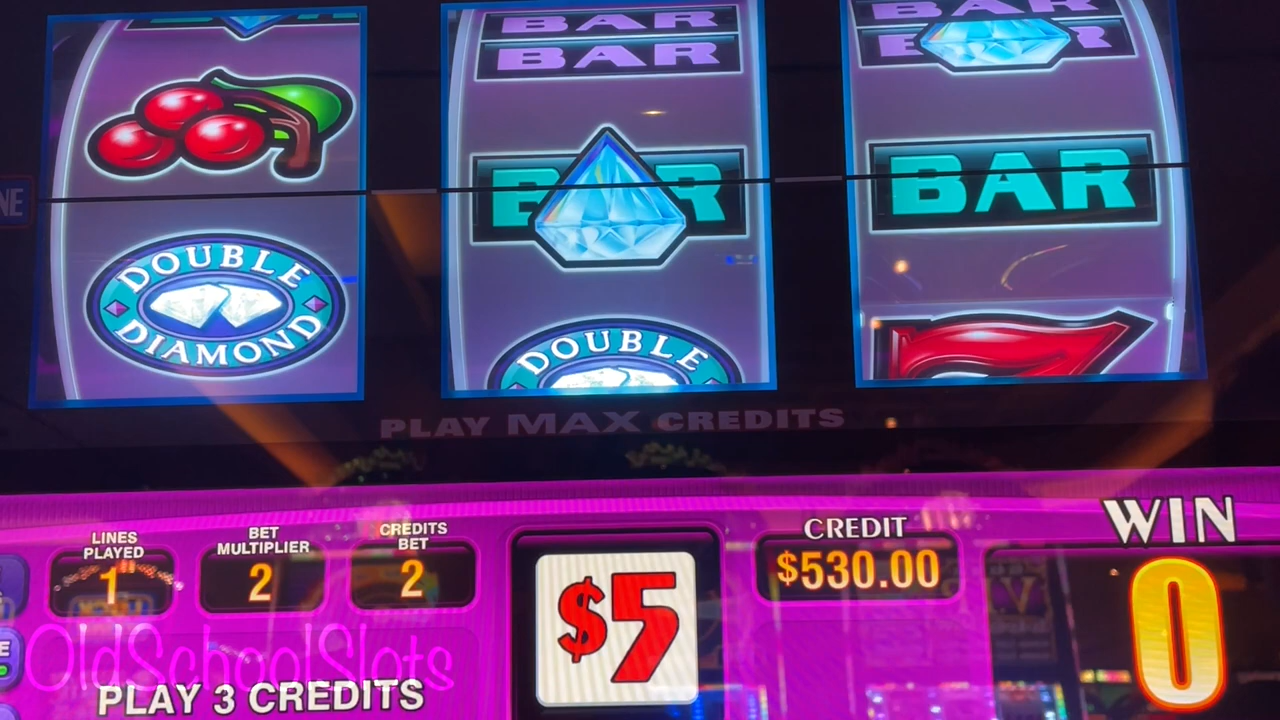 BAR
BAR
BAR
BAR
BAR
NE
DOUBLE
DIAMOND
DOUBLE
PLAY MAX CREDITS
LINES
PLAYED
1
BET
MULTIPLIER
2
CREDITS
BET
2
$5
CREDIT
$530.00
WIN
0
OldSchoolSlots
PLAY 3 CREDITS